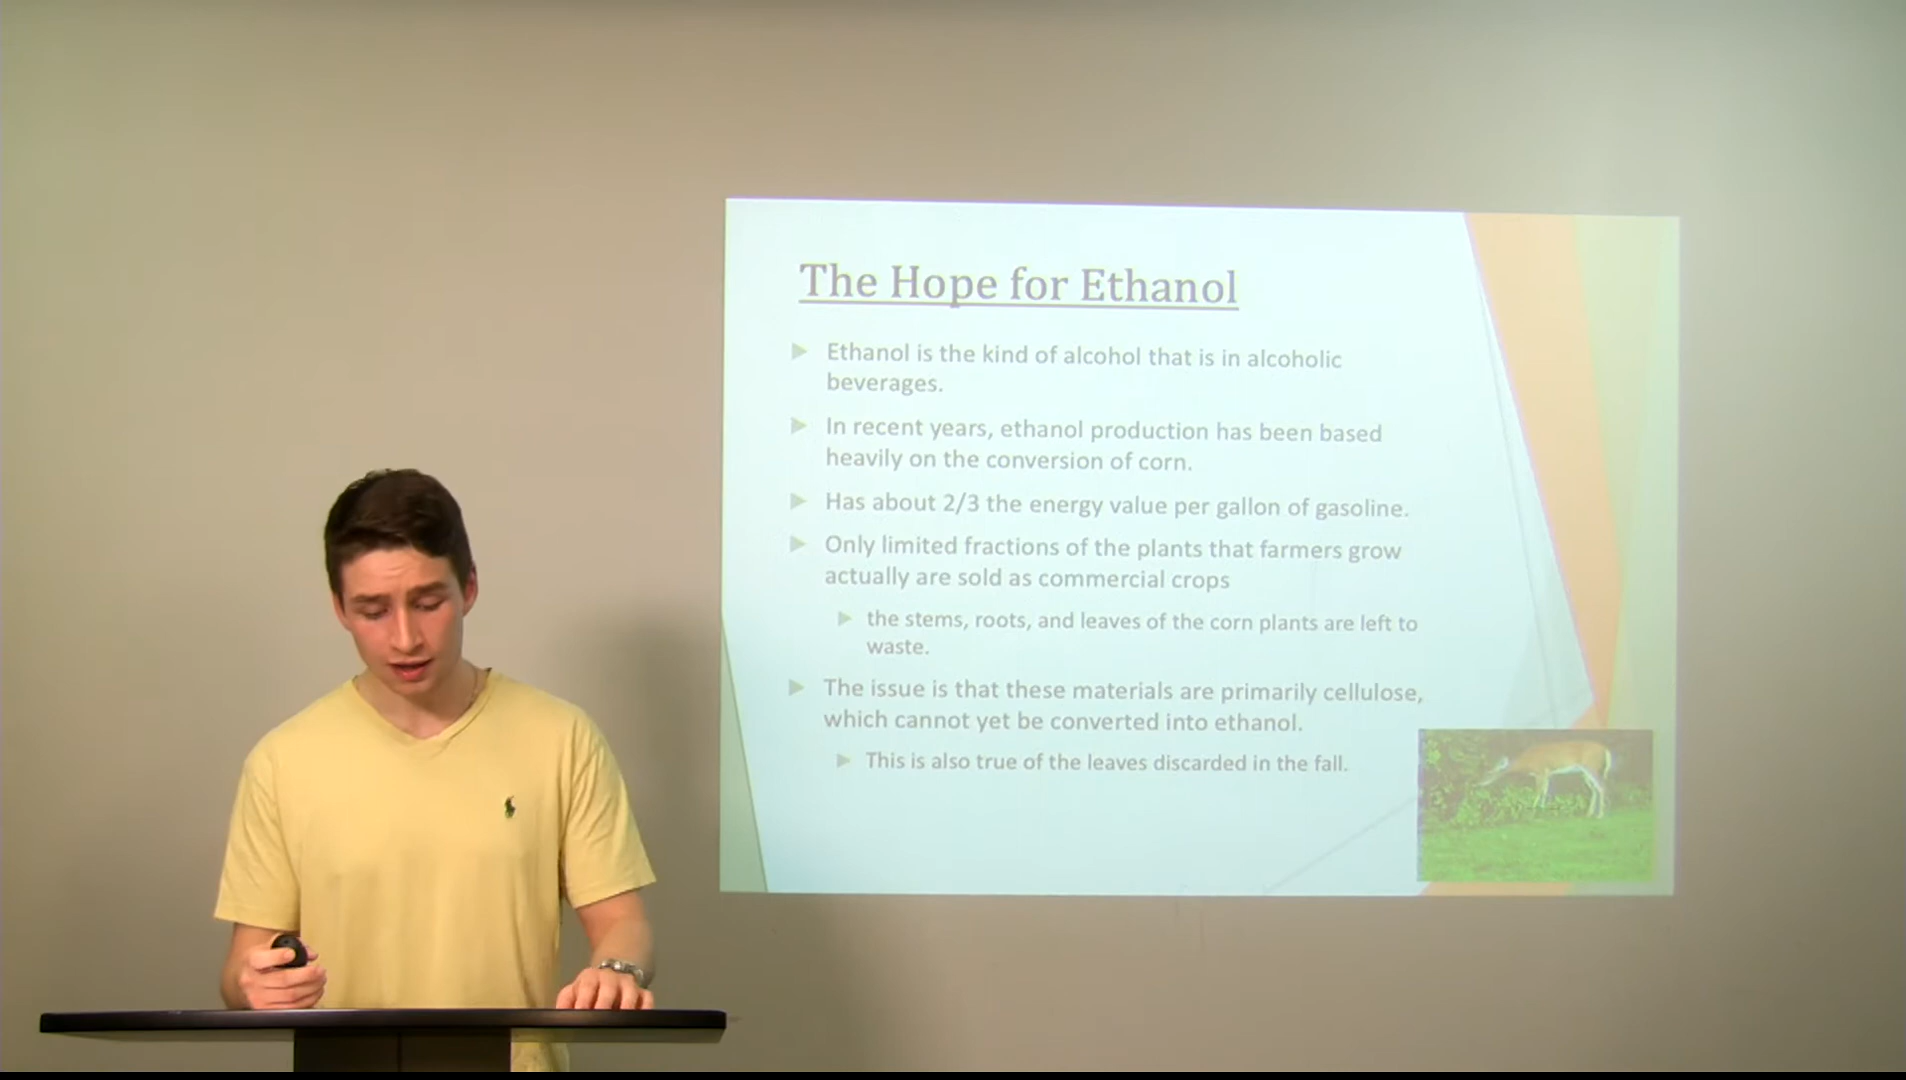 The Hope for Ethanol
Ethanol is the kind of alcohol that is in alcoholic
beverages.
In recent years, ethanol production has been based
heavily on the conversion of corn.
Has about 2/3 the energy value per gallon of gasoline.
Only limited fractions of the plants that farmers grow
actually are sold as commercial crops
the stems, roots, and leaves of the corn plants are left to
waste.
The issue is that these materials are primarily cellulose,
which cannot yet be converted into ethanol.
This is also true of the leaves discarded in the fall.